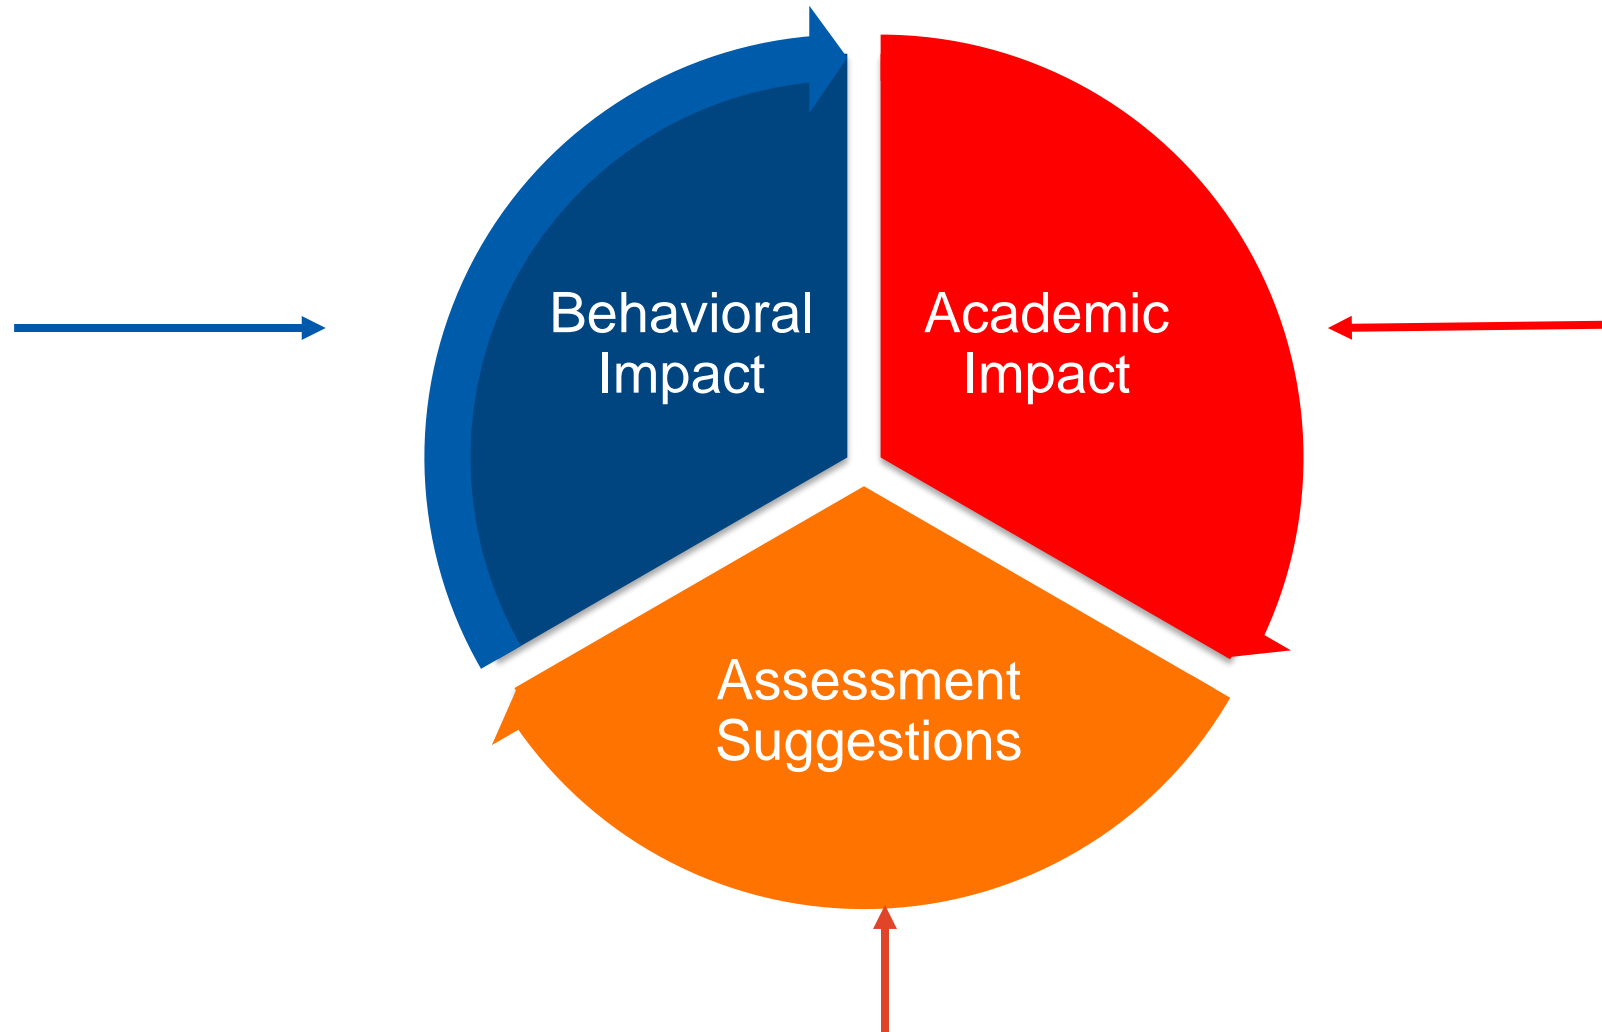 Behavioral
Impact
Academic
Impact
Assessment
Suggestions